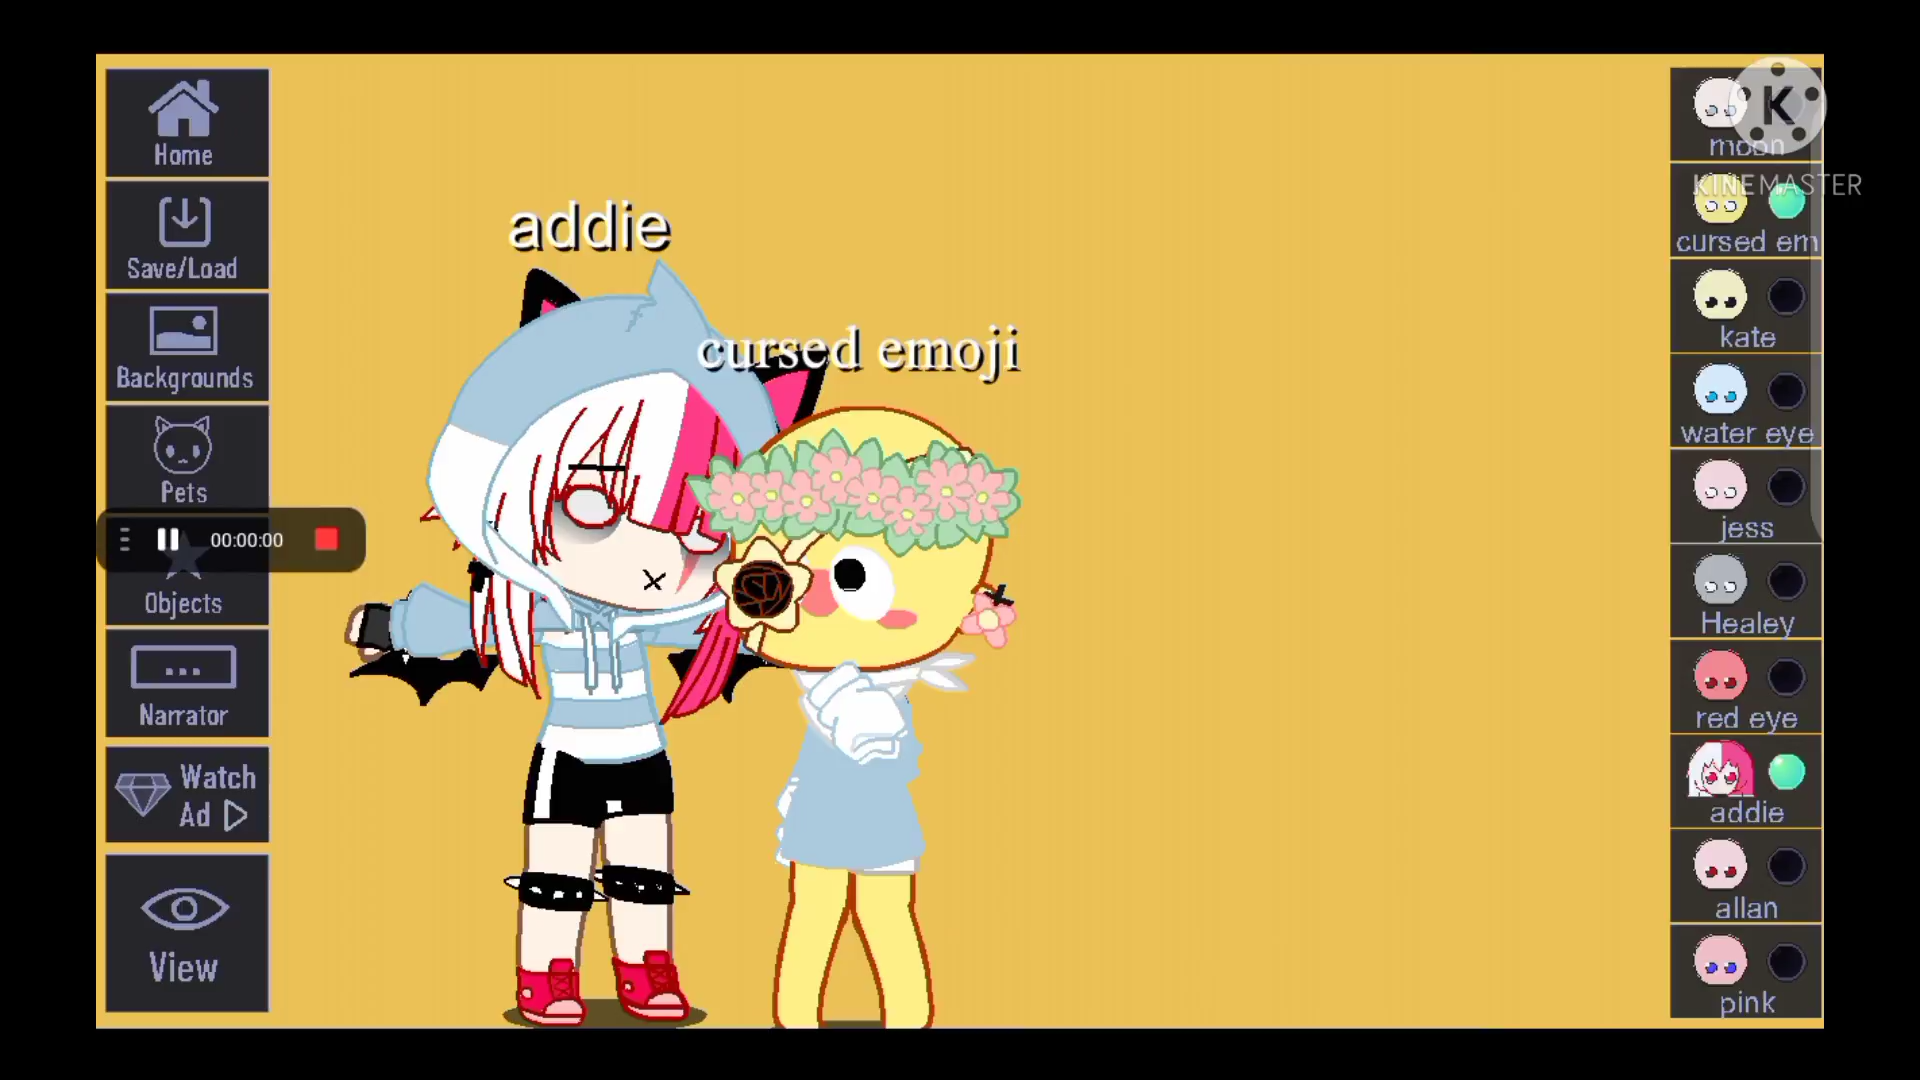 Home
Save/Load
Backgrounds
Pets
00:00:00
Objects
...
Narrator
Watch
Ad
View
addie
cursed emoji
K
KINEMASTER
moon
cursed em
kate
water eye
jess
Healey
red eye
addie
allan
pink